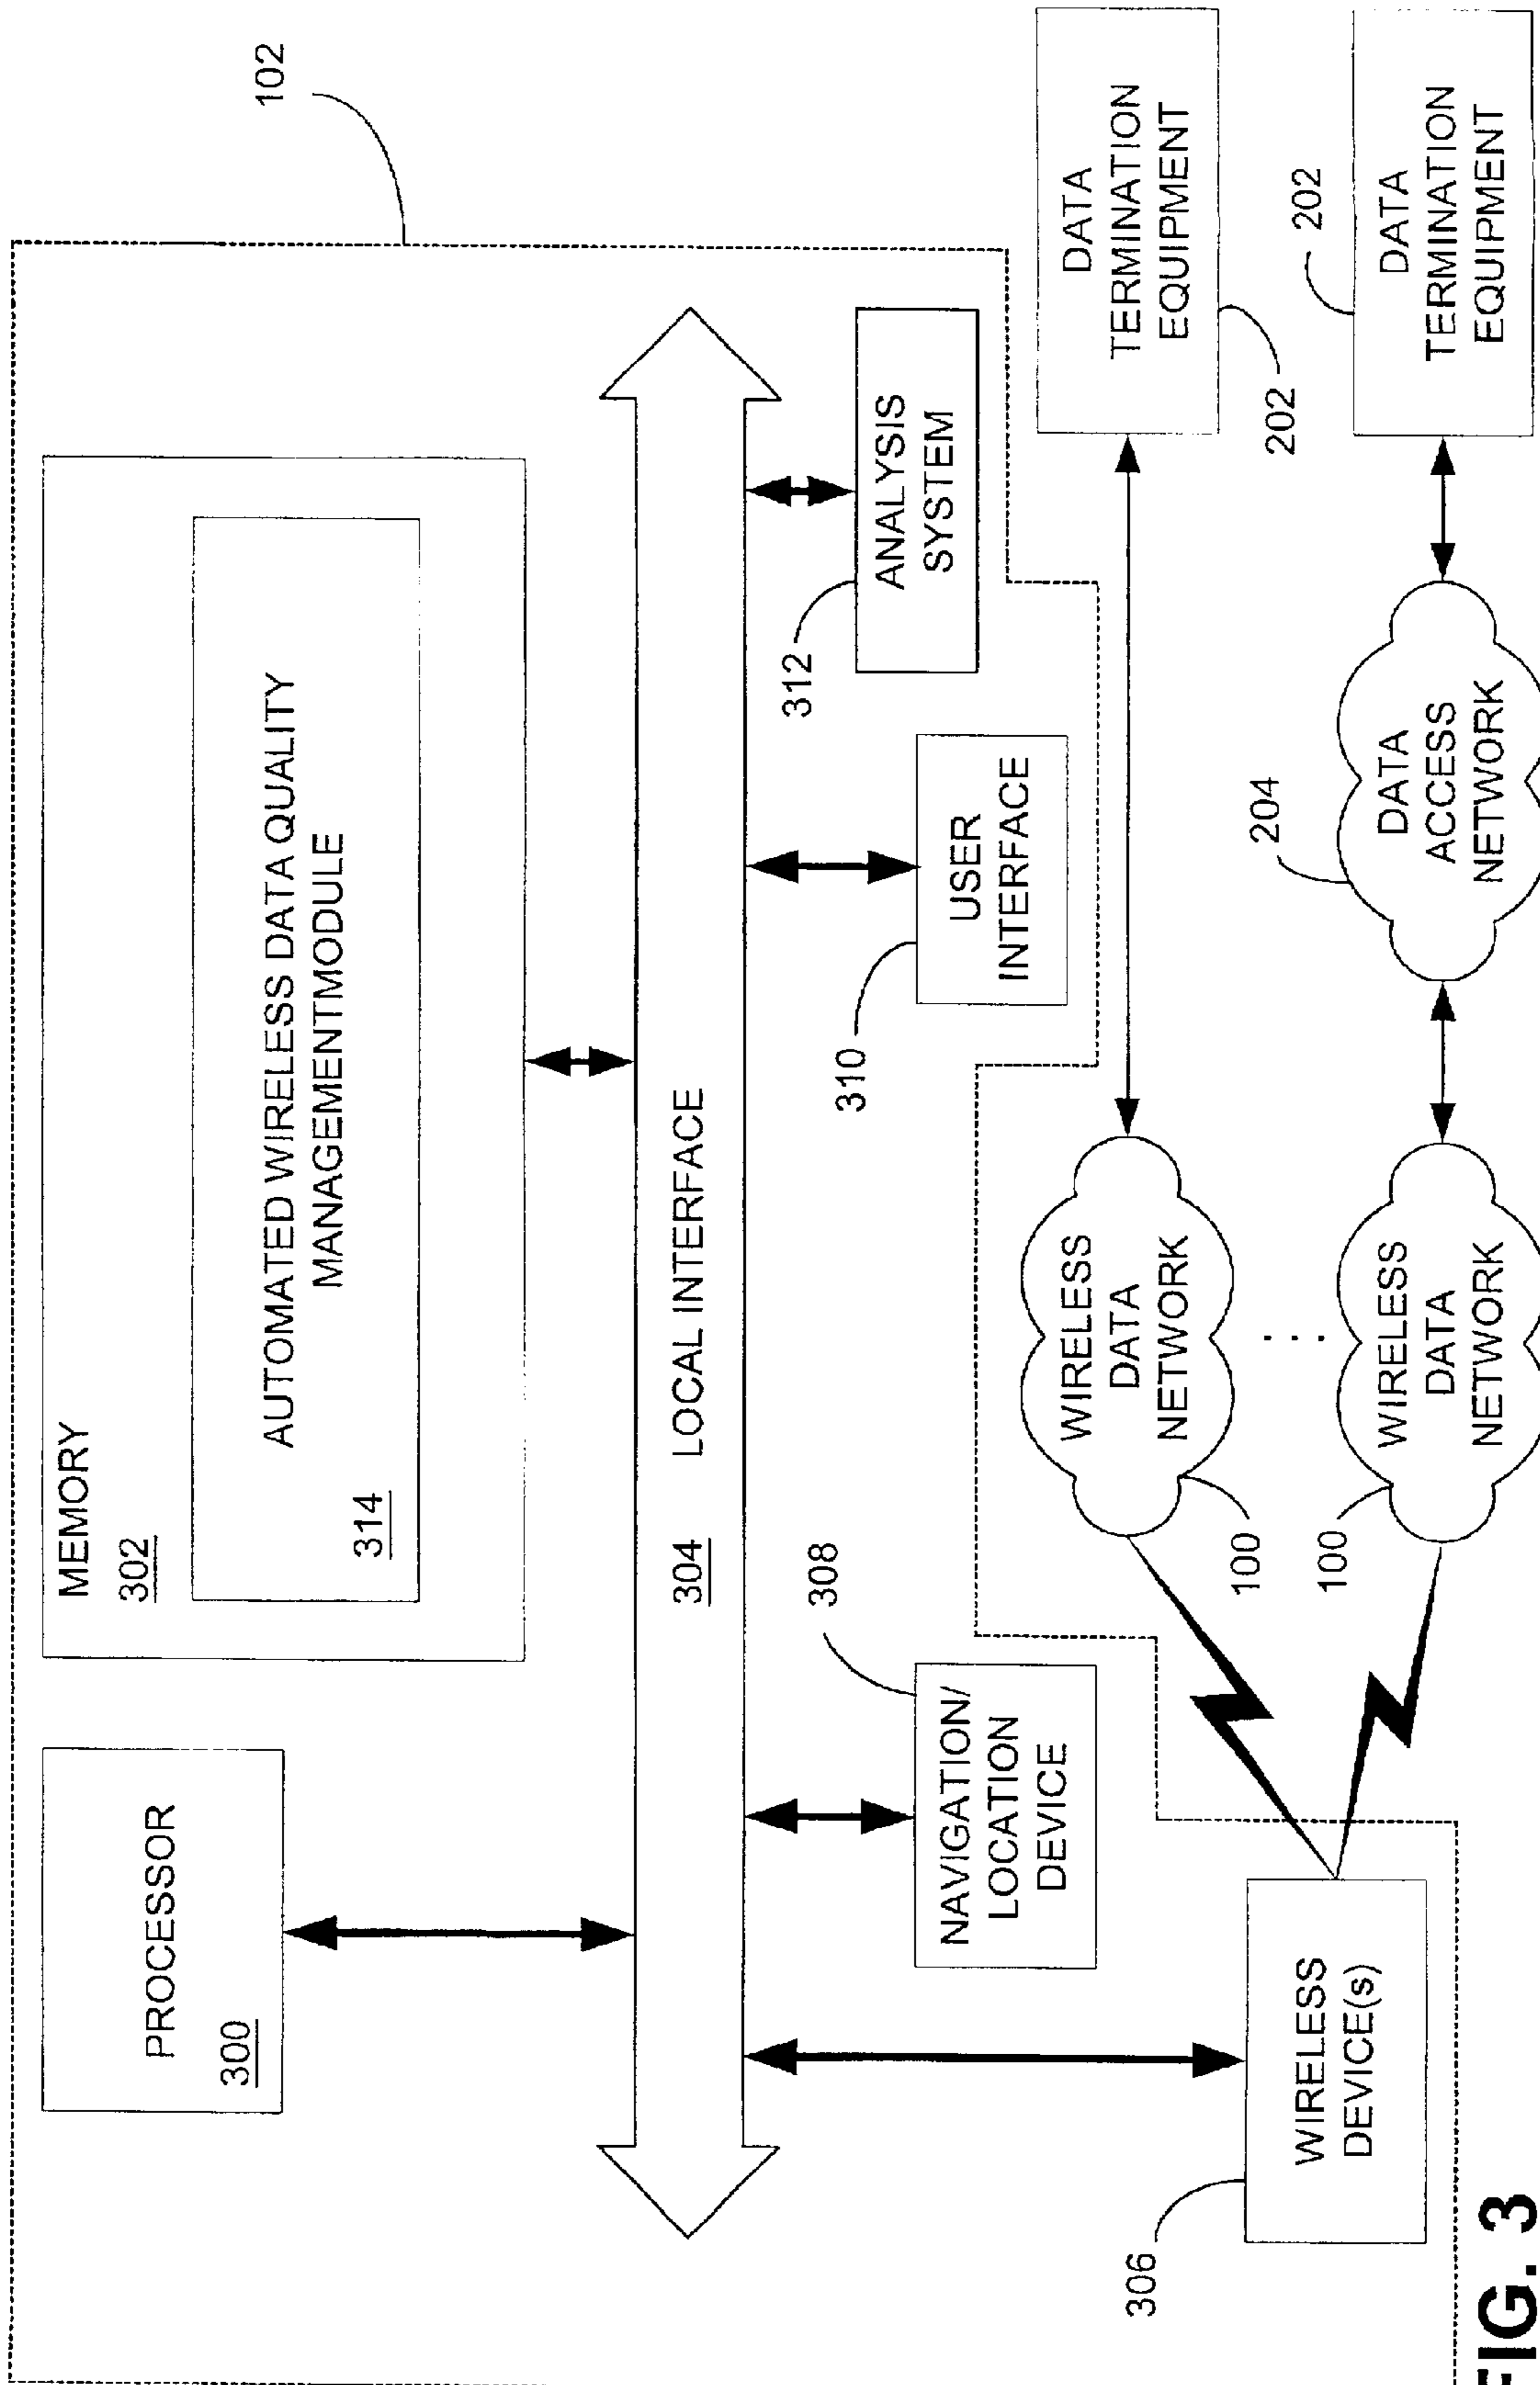 102
MEMORY
302
AUTOMATED WIRELESS DATA QUALITY
MANAGEMENTMODULE
314
PROCESSOR
300
LOCAL INTERFACE
304
308
NAVIGATION/
LOCATION
DEVICE
310
USER
INTERFACE
312
ANALYSIS
SYSTEM
306
WIRELESS
DEVICE(s)
WIRELESS
DATA
NETWORK
100
. . .
WIRELESS
DATA
NETWORK
100
204
DATA
ACCESS
NETWORK
DATA
TERMINATION
EQUIPMENT
202
DATA
TERMINATION
EQUIPMENT
202
FIG. 3